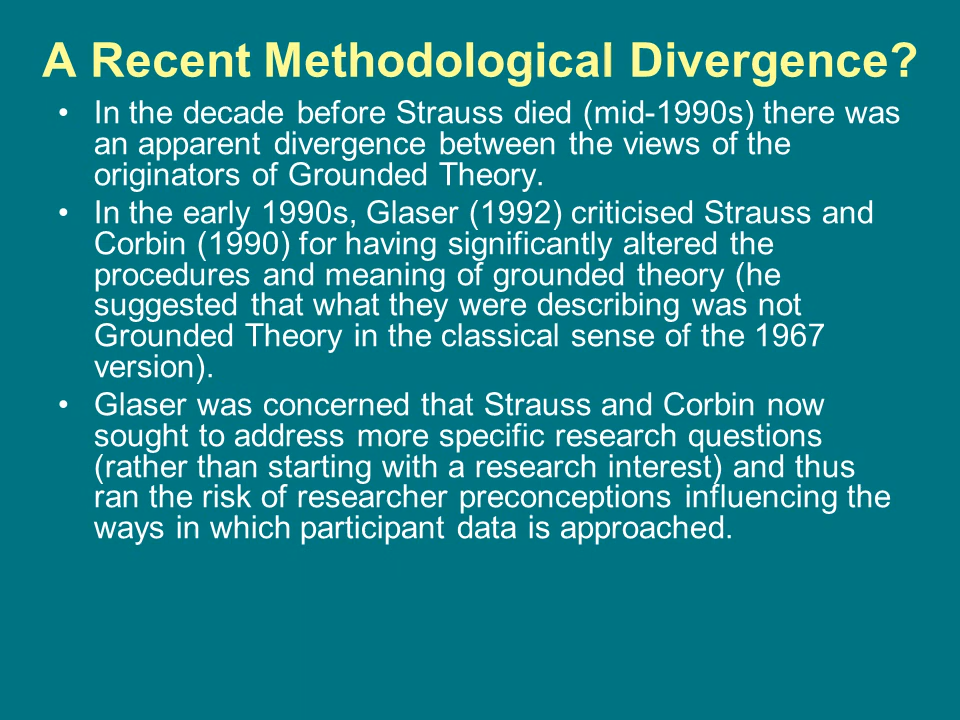 A Recent Methodological Divergence?
• In the decade before Strauss died (mid-1990s) there was
an apparent divergence between the views of the
originators of Grounded Theory.
• In the early 1990s, Glaser (1992) criticised Strauss and
Corbin (1990) for having significantly altered the
procedures and meaning of grounded theory (he
suggested that what they were describing was not
Grounded Theory in the classical sense of the 1967
version).
• Glaser was concerned that Strauss and Corbin now
sought to address more specific research questions
(rather than starting with a research interest) and thus
ran the risk of researcher preconceptions influencing the
ways in which participant data is approached.